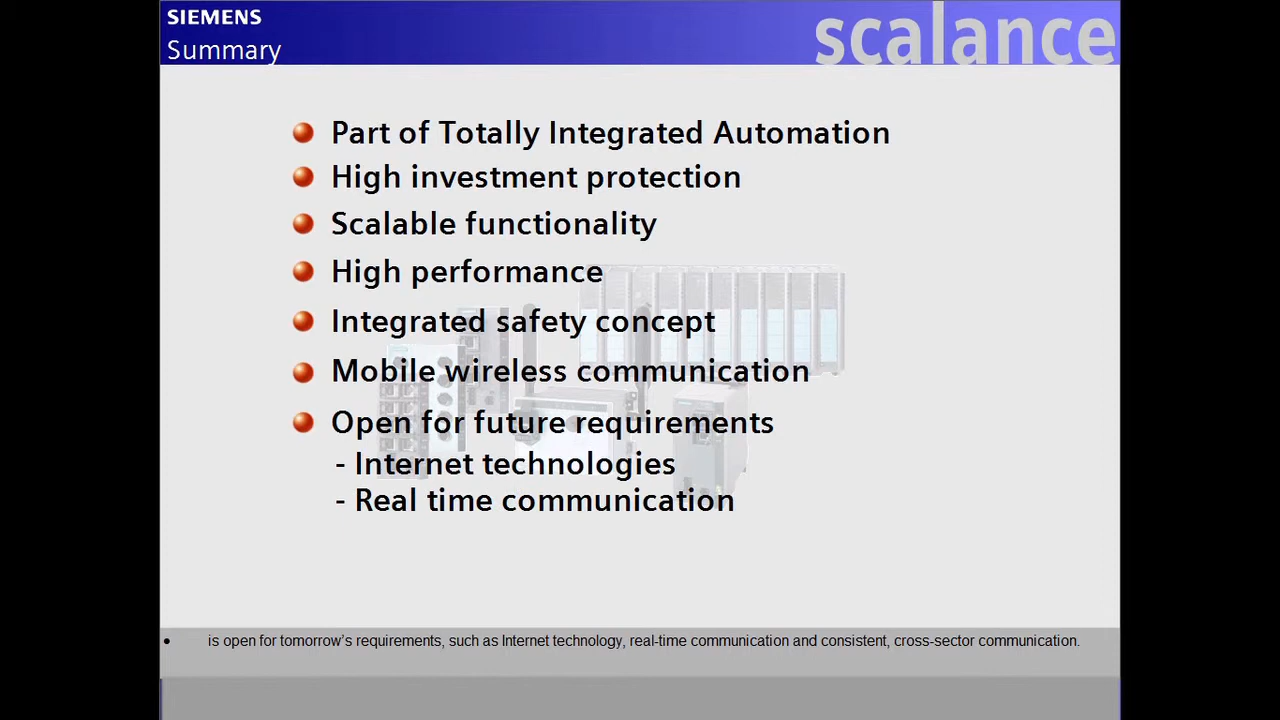 SIEMENS
Summary
scalance
Part of Totally Integrated Automation
High investment protection
Scalable functionality
High performance
Integrated safety concept
Mobile wireless communication
Open for future requirements
- Internet technologies
- Real time communication
• is open for tomorrow’s requirements, such as Internet technology, real-time communication and consistent, cross-sector communication.